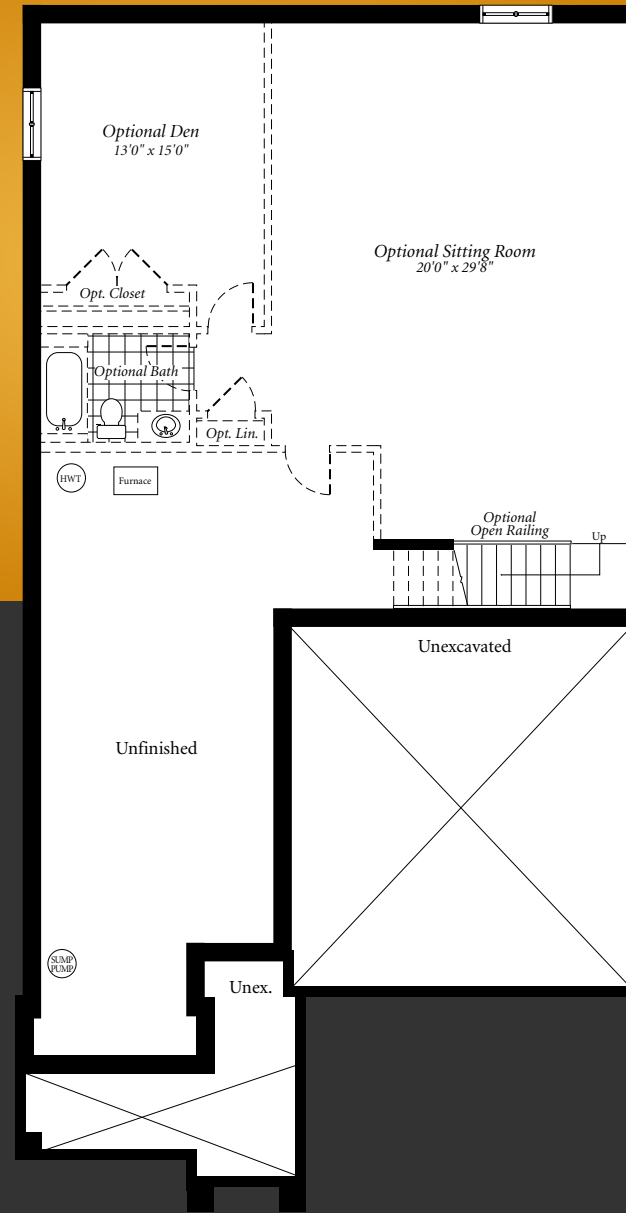 Optional Den
13'0" x 15'0"
Optional Sitting Room
20'0" x 29'8"
Opt. Closet
Optional Bath
Opt. Lin.
HWT
Furnace
Optional
Open Railing
Up
Unexcavated
Unfinished
SUMP
PUMP
Unex.